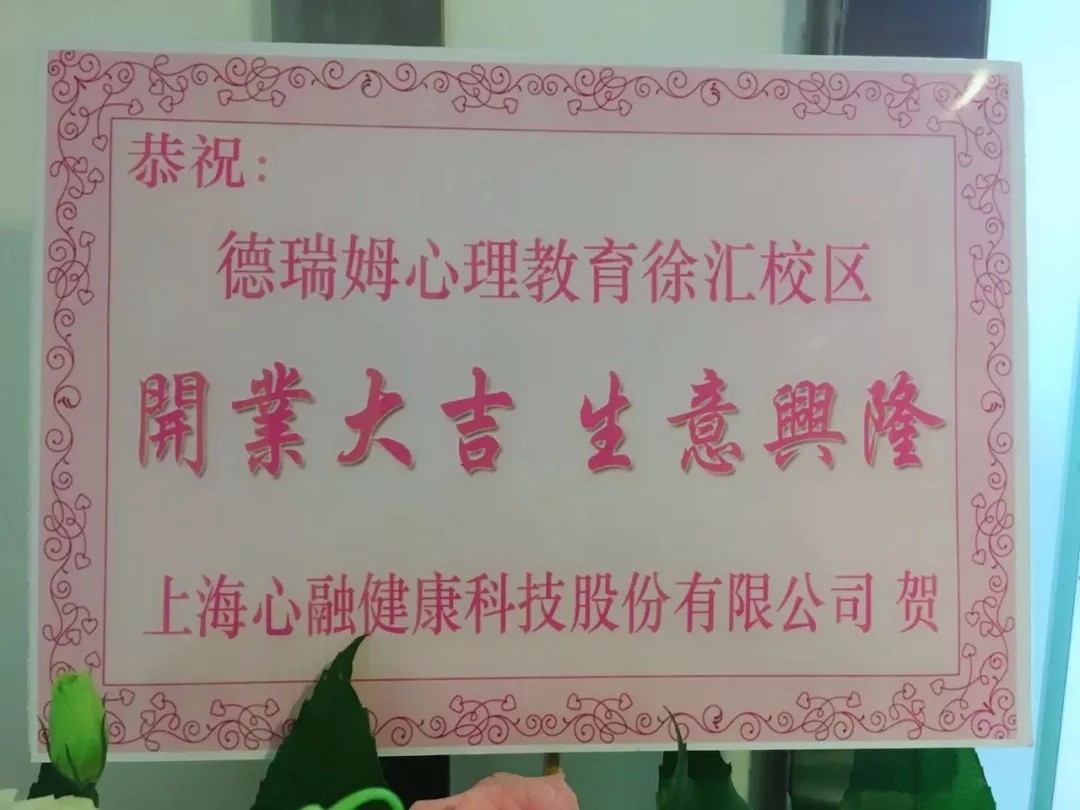 恭祝：
德瑞姆心理教育徐汇校区
開業大吉 生意興隆
上海心融健康科技股份有限公司 贺